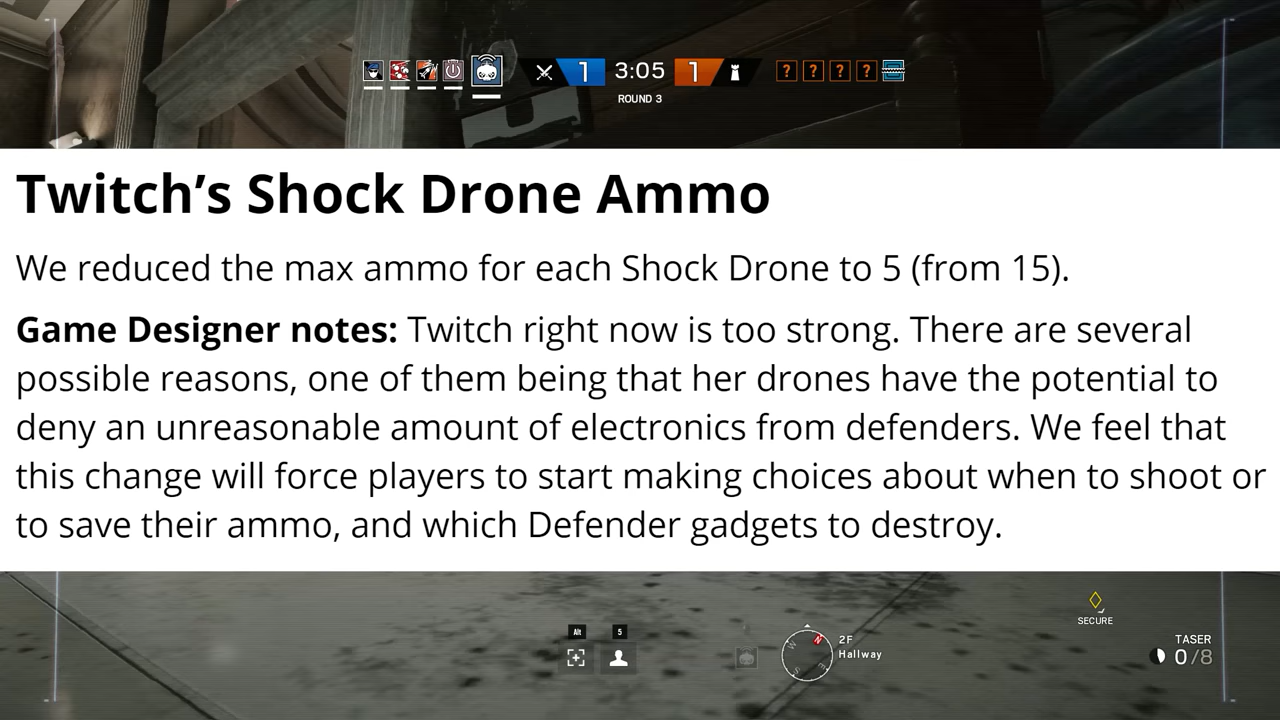 1 3:05 1
? ? ? ?
ROUND 3
Twitch’s Shock Drone Ammo
We reduced the max ammo for each Shock Drone to 5 (from 15).
Game Designer notes: Twitch right now is too strong. There are several
possible reasons, one of them being that her drones have the potential to
deny an unreasonable amount of electronics from defenders. We feel that
this change will force players to start making choices about when to shoot or
to save their ammo, and which Defender gadgets to destroy.
SECURE
Alt 5
2F
Hallway
W N S E
TASER
0/8